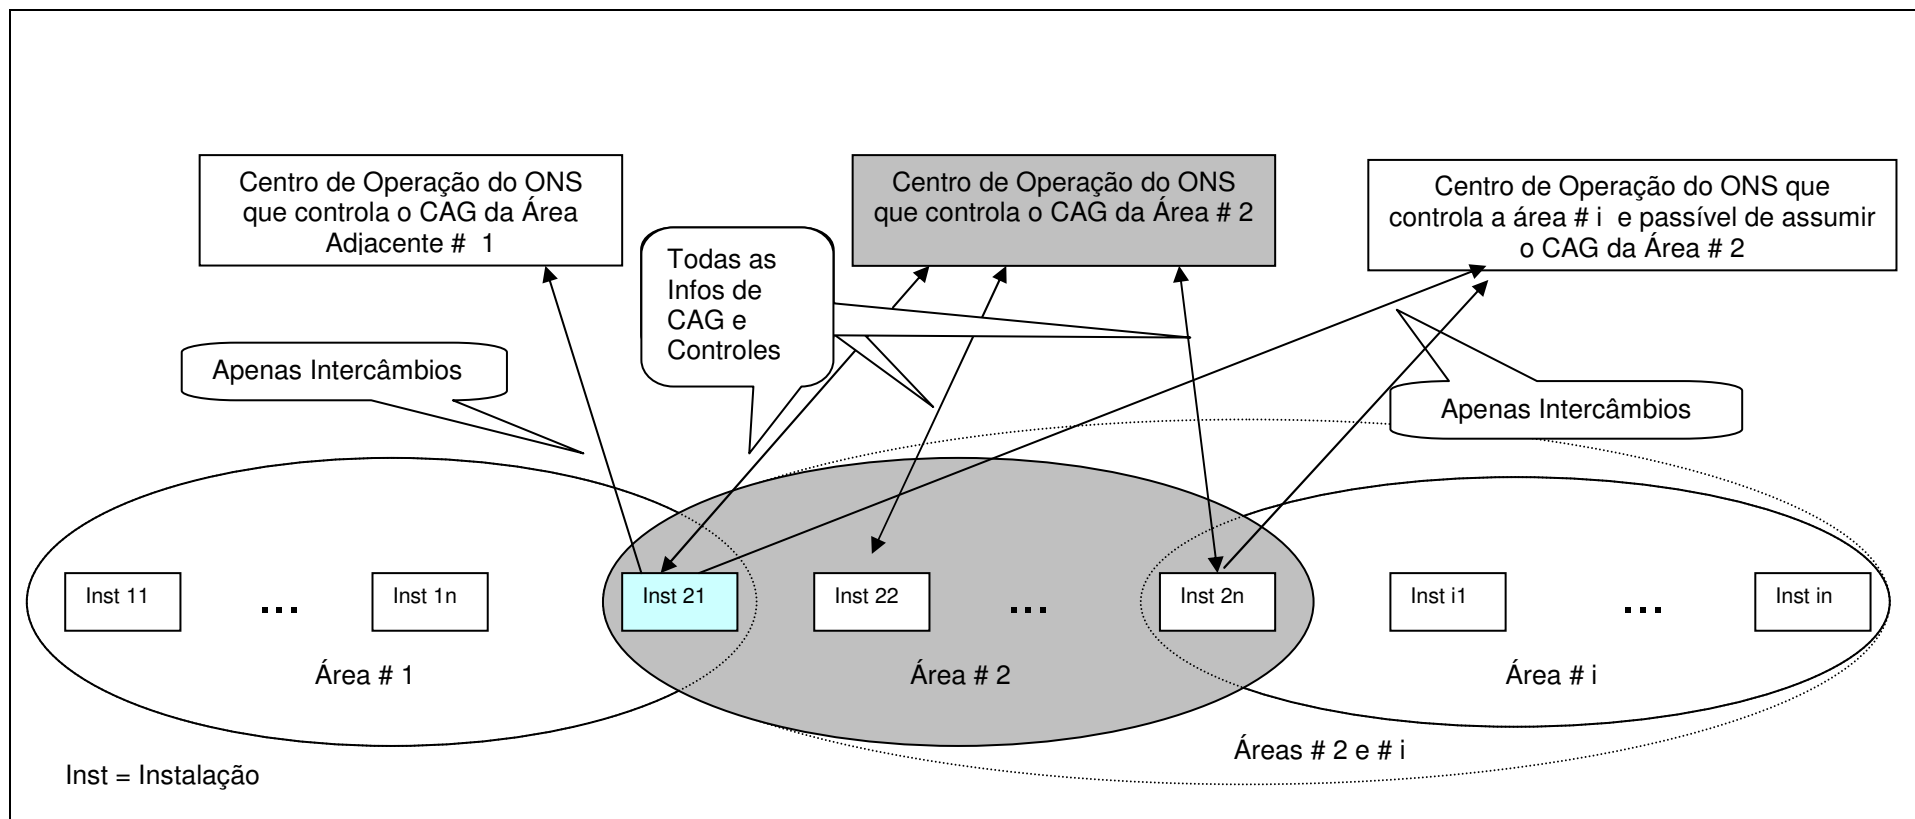 Centro de Operação do ONS
que controla o CAG da Área
Adjacente # 1
Centro de Operação do ONS
que controla o CAG da Área # 2
Centro de Operação do ONS que
controla a área # i e passível de assumir
o CAG da Área # 2
Todas as
Infos de
CAG e
Controles
Apenas Intercâmbios
Apenas Intercâmbios
Inst 11
...
Inst 1n
Inst 21
Inst 22
...
Inst 2n
Inst i1
...
Inst in
Área # 1
Área # 2
Área # i
Áreas # 2 e # i
Inst = Instalação